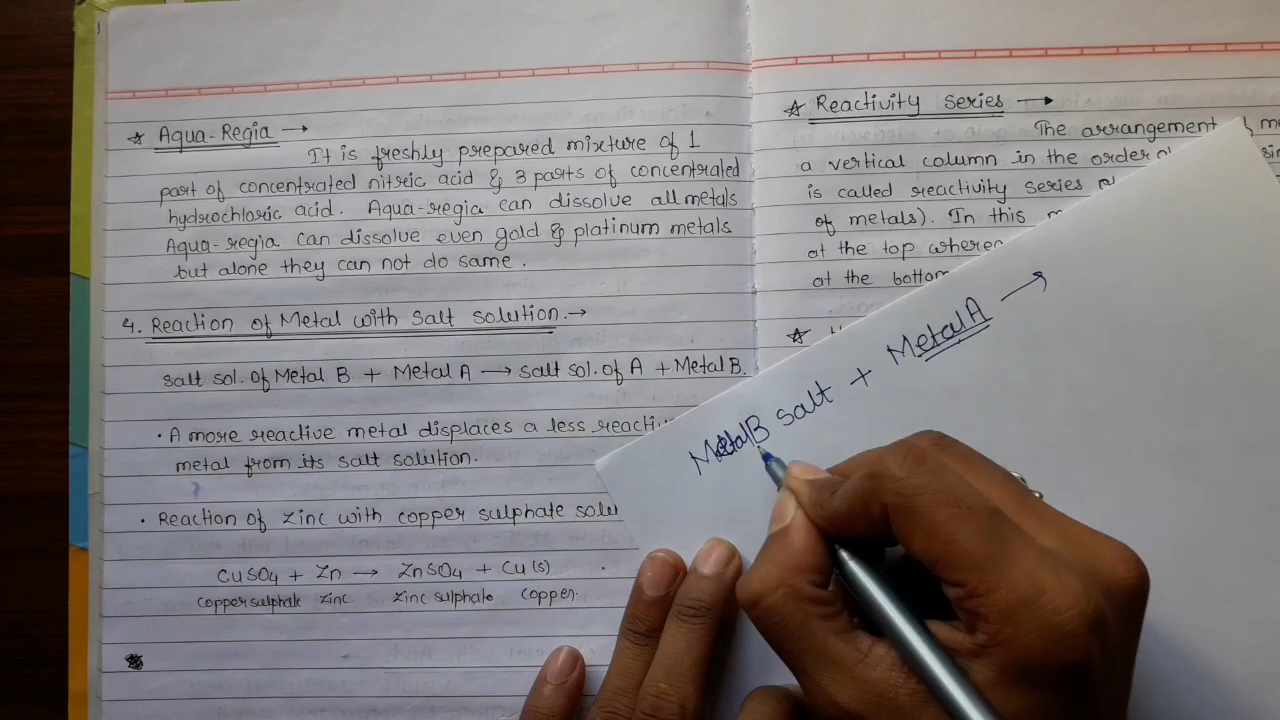 ☆ Aqua-Regia →
It is freshly prepared mixture of 1
part of concentrated nitric acid & 3 parts of concentrated
hydrochloric acid. Aqua-regia can dissolve all metals
Aqua-regia can dissolve even gold & platinum metals
but alone they can not do same.
4. Reaction of Metal with salt solution. →
salt sol. of Metal B + Metal A → salt sol. of A + Metal B.
• A more reactive metal displaces a less reacti
metal from its salt solution.
• Reaction of zinc with copper sulphate solu
CuSO4 + Zn → ZnSO4 + Cu(s)
copper sulphate zinc zinc sulphate copper.
☆ Reactivity series →
The arrangement of me
a vertical column in the order sin
is called reactivity series
of metals). In this
at the top where
at the bottom
☆
Metal B salt + Metal A →